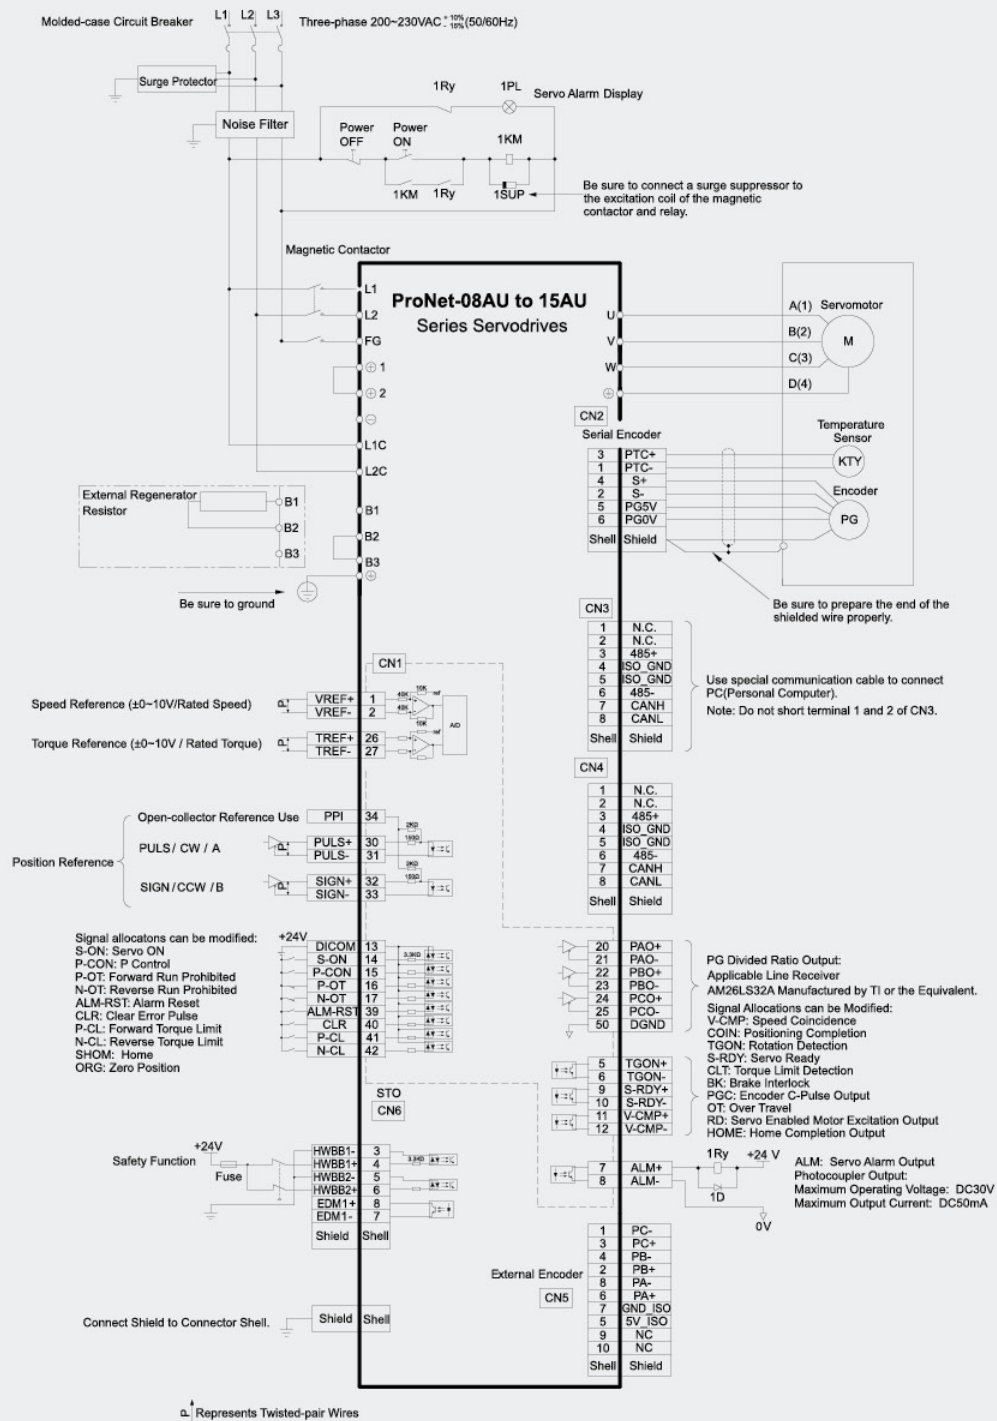 Molded-case Circuit Breaker
L1 L2 L3
Three-phase 200~230VAC +10% -15% (50/60Hz)
Surge Protector
Noise Filter
1Ry
1PL
Servo Alarm Display
Power OFF
Power ON
1KM
1KM
1Ry
1SUP
Be sure to connect a surge suppressor to
the excitation coil of the magnetic
contactor and relay.
Magnetic Contactor
ProNet-08AU to 15AU
Series Servodrives
L1
L2
FG
1
2
L1C
L2C
B1
B2
B3
External Regenerator
Resistor
B1
B2
B3
Be sure to ground
U
V
W
A(1)
B(2)
C(3)
D(4)
Servomotor
M
CN2
Serial Encoder
3 PTC+
1 PTC-
4 S+
2 S-
5 PG5V
6 PG0V
Shell Shield
Temperature
Sensor
KTY
Encoder
PG
Be sure to prepare the end of the
shielded wire properly.
CN3
1 N.C.
2 N.C.
3 485+
4 ISO_GND
5 ISO_GND
6 485-
7 CANH
8 CANL
Shell Shield
Use special communication cable to connect
PC(Personal Computer).
Note: Do not short terminal 1 and 2 of CN3.
CN4
1 N.C.
2 N.C.
3 485+
4 ISO_GND
5 ISO_GND
6 485-
7 CANH
8 CANL
Shell Shield
CN1
Speed Reference (±0~10V/Rated Speed)
P
VREF+ 1
VREF- 2
40K
40K
10K
10K
ref
A/D
Torque Reference (±0~10V / Rated Torque)
P
TREF+ 26
TREF- 27
ref
Position Reference
Open-collector Reference Use
PPI 34
PULS / CW / A
P
PULS+ 30
PULS- 31
2KΩ
150Ω
SIGN /CCW / B
P
SIGN+ 32
SIGN- 33
2KΩ
150Ω
Signal allocatons can be modified:
S-ON: Servo ON
P-CON: P Control
P-OT: Forward Run Prohibited
N-OT: Reverse Run Prohibited
ALM-RST: Alarm Reset
CLR: Clear Error Pulse
P-CL: Forward Torque Limit
N-CL: Reverse Torque Limit
SHOM: Home
ORG: Zero Position
+24V
DICOM 13
S-ON 14
P-CON 15
P-OT 16
N-OT 17
ALM-RST 39
CLR 40
P-CL 41
N-CL 42
3.3KΩ
20 PAO+
21 PAO-
22 PBO+
23 PBO-
24 PCO+
25 PCO-
50 DGND
PG Divided Ratio Output:
Applicable Line Receiver
AM26LS32A Manufactured by TI or the Equivalent.
5 TGON+
6 TGON-
9 S-RDY+
10 S-RDY-
11 V-CMP+
12 V-CMP-
Signal Allocations can be Modified:
V-CMP: Speed Coincidence
COIN: Positioning Completion
TGON: Rotation Detection
S-RDY: Servo Ready
CLT: Torque Limit Detection
BK: Brake Interlock
PGC: Encoder C-Pulse Output
OT: Over Travel
RD: Servo Enabled Motor Excitation Output
HOME: Home Completion Output
7 ALM+
8 ALM-
1Ry
+24 V
1D
0V
ALM: Servo Alarm Output
Photocoupler Output:
Maximum Operating Voltage: DC30V
Maximum Output Current: DC50mA
STO
CN6
Safety Function
+24V
Fuse
HWBB1- 3
HWBB1+ 4
HWBB2- 5
HWBB2+ 6
EDM1+ 8
EDM1- 7
Shield Shell
3.3KΩ
External Encoder
CN5
1 PC-
3 PC+
4 PB-
2 PB+
8 PA-
6 PA+
7 GND_ISO
5 5V_ISO
9 NC
10 NC
Shell Shield
Connect Shield to Connector Shell.
Shield Shell
P Represents Twisted-pair Wires